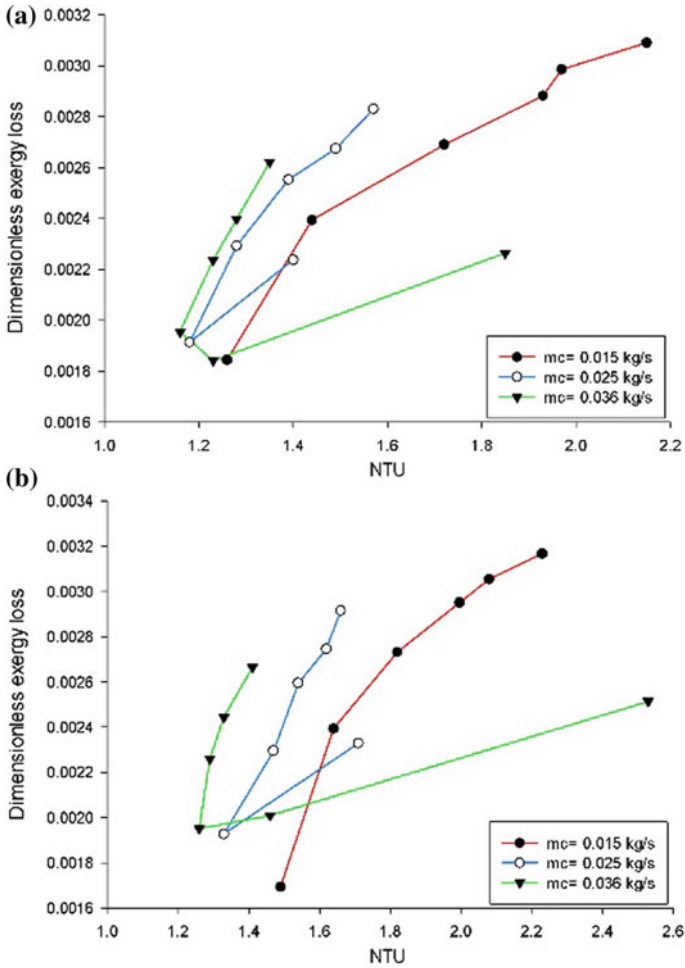 (a)
0.0032
0.0030
0.0028
0.0026
0.0024
0.0022
0.0020
0.0018
0.0016
Dimensionless exergy loss
1.0 1.2 1.4 1.6 1.8 2.0 2.2
NTU
mc= 0.015 kg/s
mc= 0.025 kg/s
mc= 0.036 kg/s
(b)
0.0034
0.0032
0.0030
0.0028
0.0026
0.0024
0.0022
0.0020
0.0018
0.0016
Dimensionless exergy loss
1.0 1.2 1.4 1.6 1.8 2.0 2.2 2.4 2.6
NTU
mc= 0.015 kg/s
mc= 0.025 kg/s
mc= 0.036 kg/s